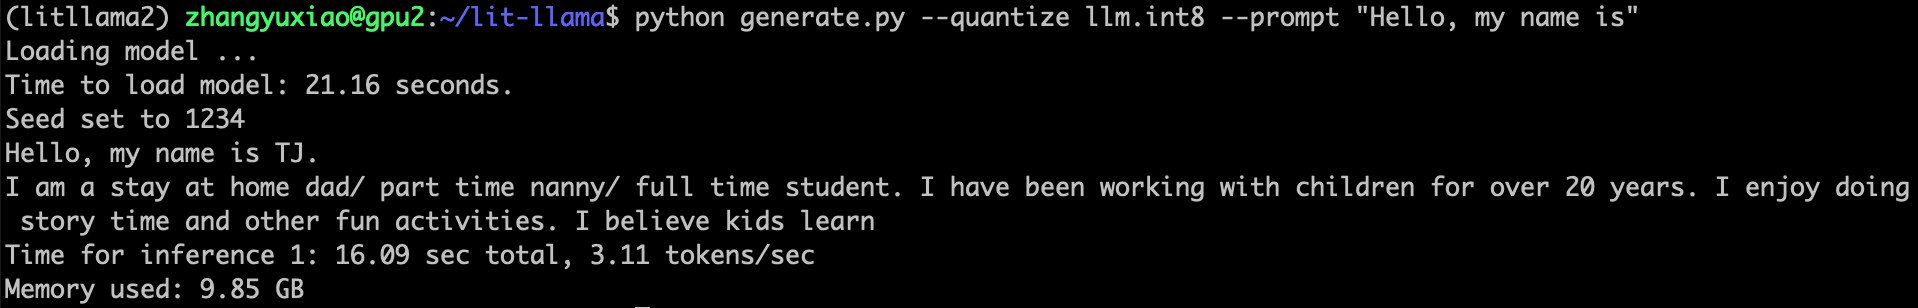 (litllama2) zhangyuxiao@gpu2:~/lit-llama$ python generate.py --quantize llm.int8 --prompt "Hello, my name is"
Loading model ...
Time to load model: 21.16 seconds.
Seed set to 1234
Hello, my name is TJ.
I am a stay at home dad/ part time nanny/ full time student. I have been working with children for over 20 years. I enjoy doing
 story time and other fun activities. I believe kids learn
Time for inference 1: 16.09 sec total, 3.11 tokens/sec
Memory used: 9.85 GB